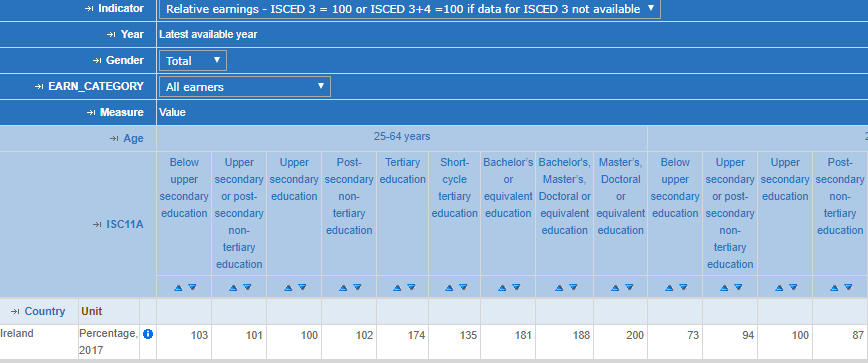 Indicator Relative earnings - ISCED 3 = 100 or ISCED 3+4 =100 if data for ISCED 3 not available
Year Latest available year
Gender Total
EARN_CATEGORY All earners
Measure Value
Age 25-64 years 2
ISC11A
Below
upper
secondary
education
Upper
secondary
or post-
secondary
non-
tertiary
education
Upper
secondary
education
Post-
secondary
non-
tertiary
education
Tertiary
education
Short-
cycle
tertiary
education
Bachelor's
or
equivalent
education
Bachelor's,
Master's,
Doctoral or
equivalent
education
Master's,
Doctoral
or
equivalent
education
Below
upper
secondary
education
Upper
secondary
or post-
secondary
non-
tertiary
education
Upper
secondary
education
Post-
secondary
non-
tertiary
education
Country Unit
Ireland Percentage, i 103 101 100 102 174 135 181 188 200 73 94 100 87
2017